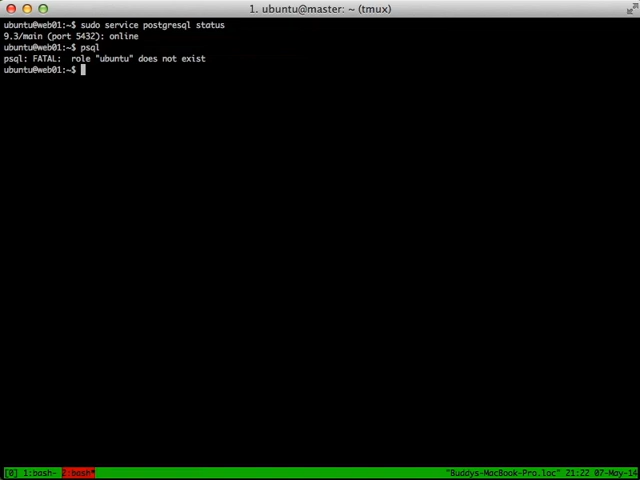 1. ubuntu@master: ~ (tmux)
ubuntu@web01:~$ sudo service postgresql status
9.3/main (port 5432): online
ubuntu@web01:~$ psql
psql: FATAL:  role "ubuntu" does not exist
ubuntu@web01:~$
[0] 1:bash- 2:bash* "Buddys-MacBook-Pro.loc" 21:22 07-May-14